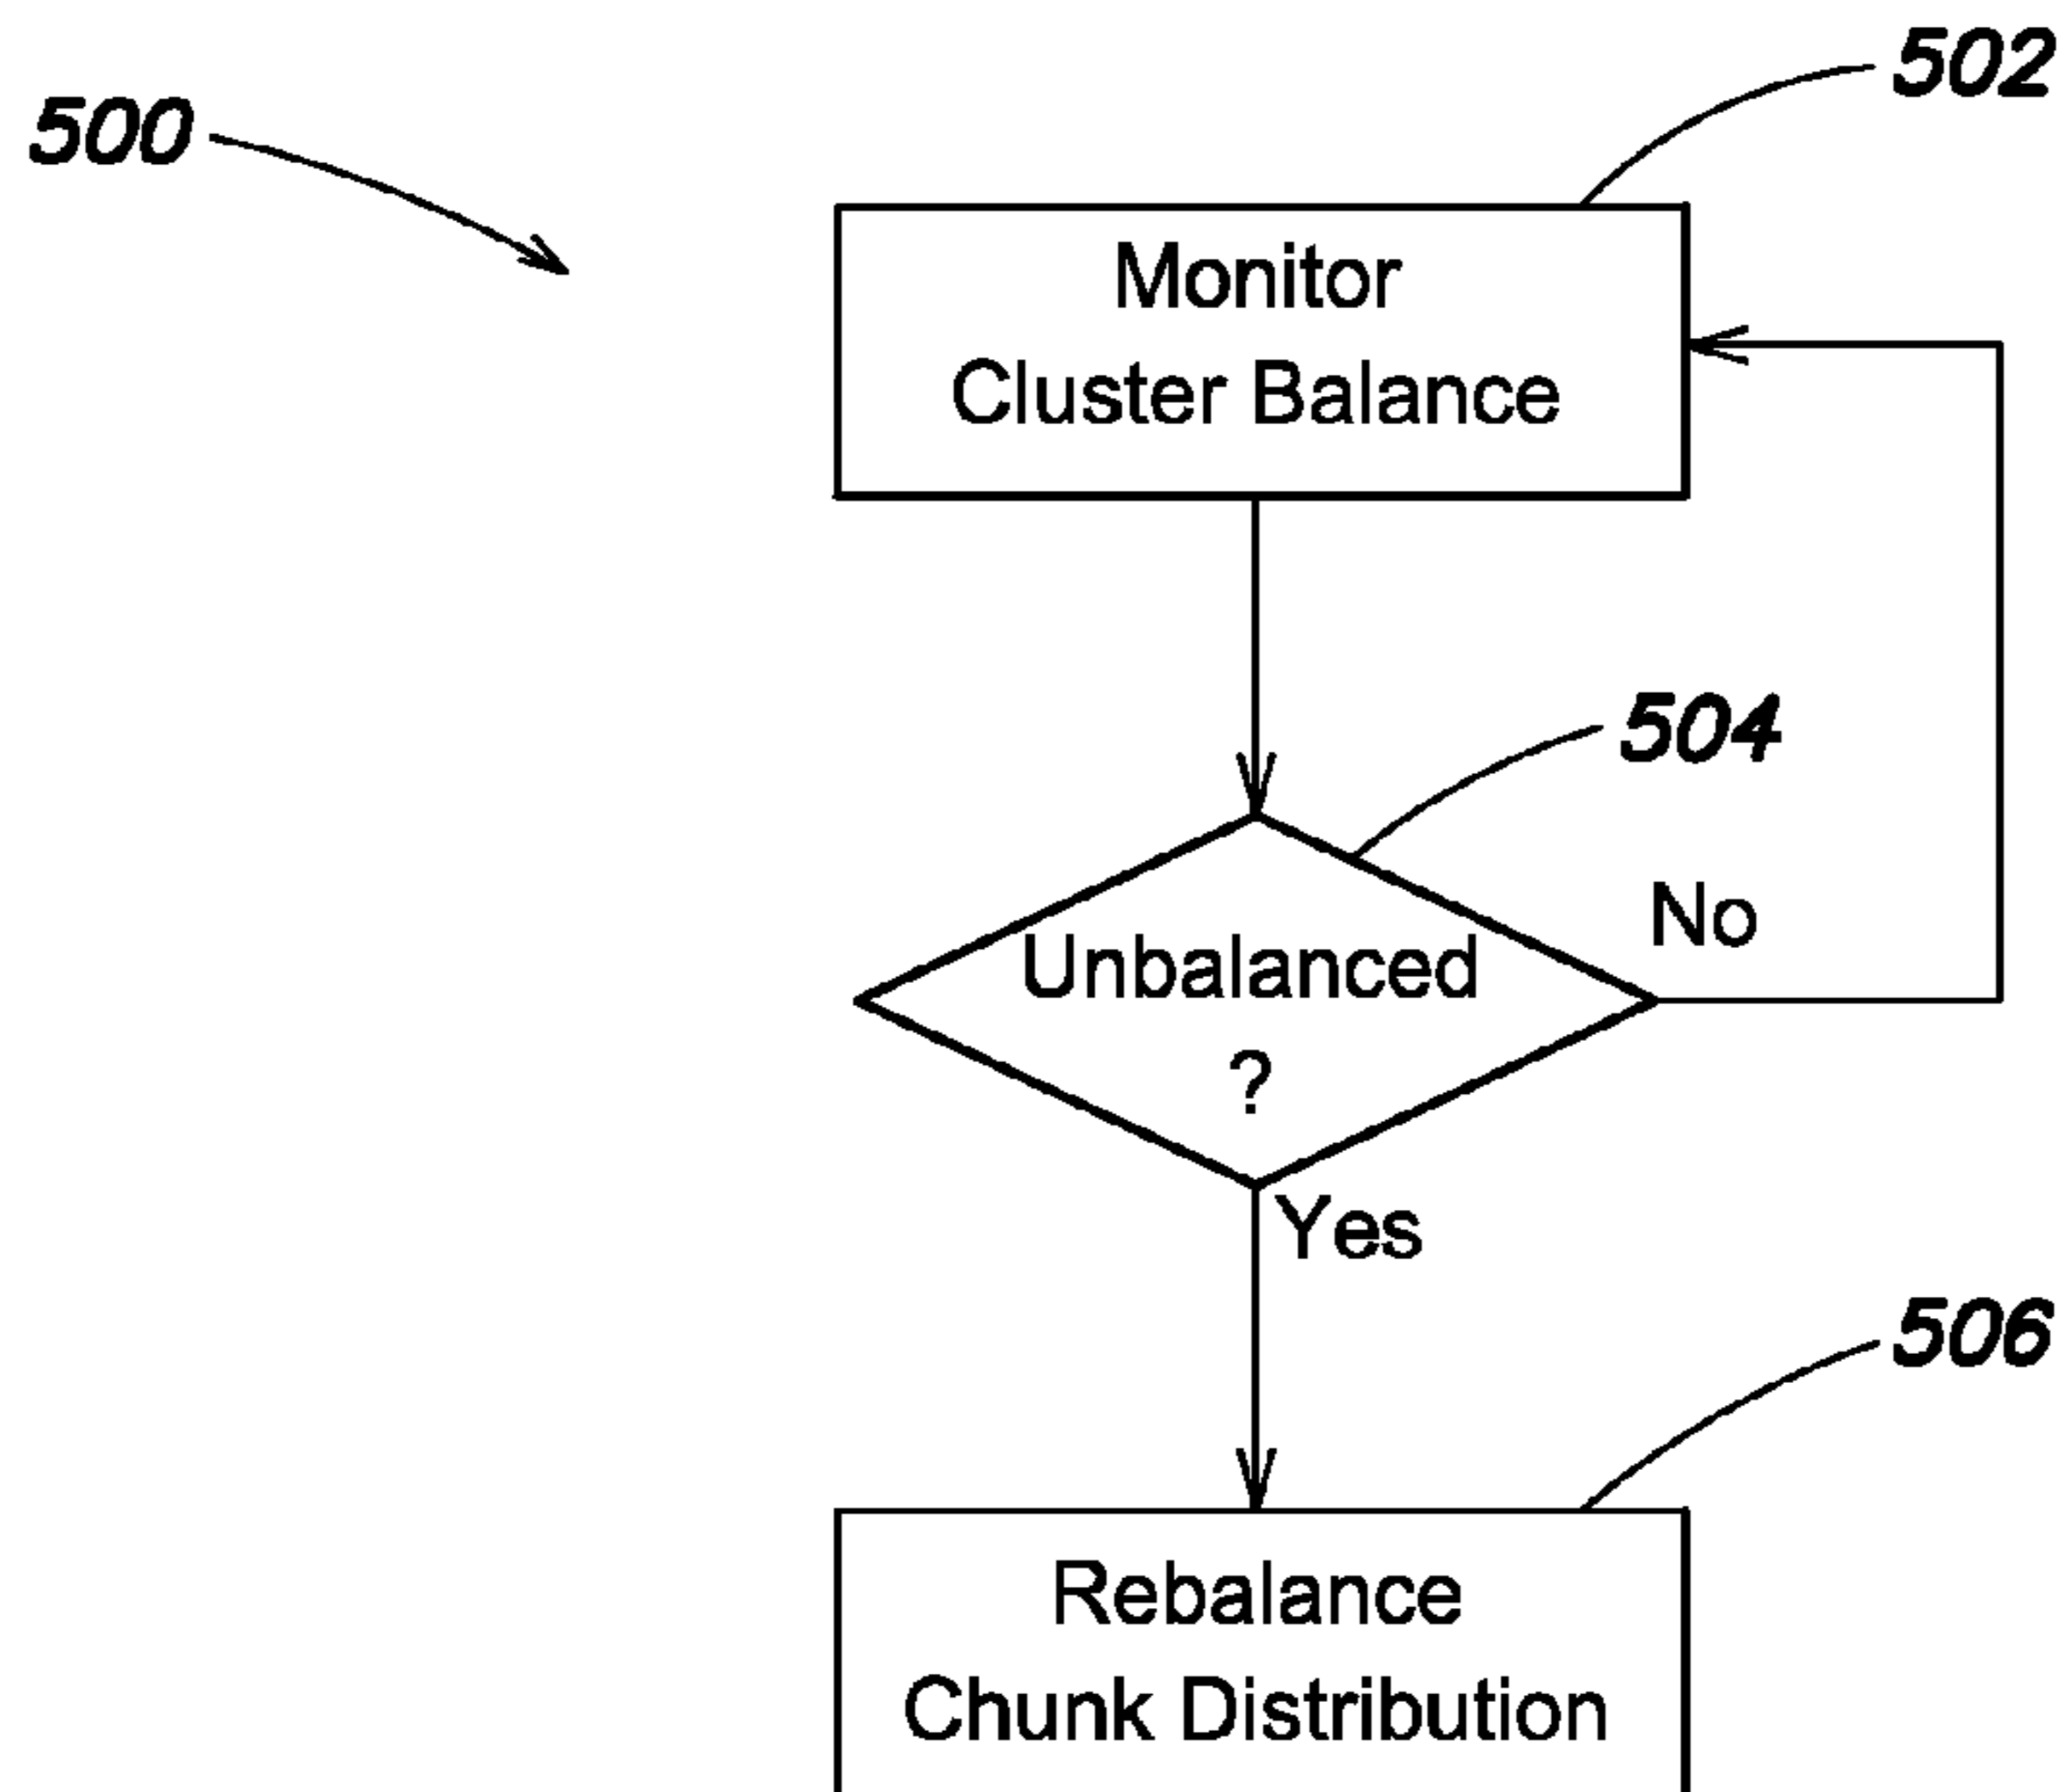 502
500
Monitor
Cluster Balance
504
No
Unbalanced
?
Yes
506
Rebalance
Chunk Distribution